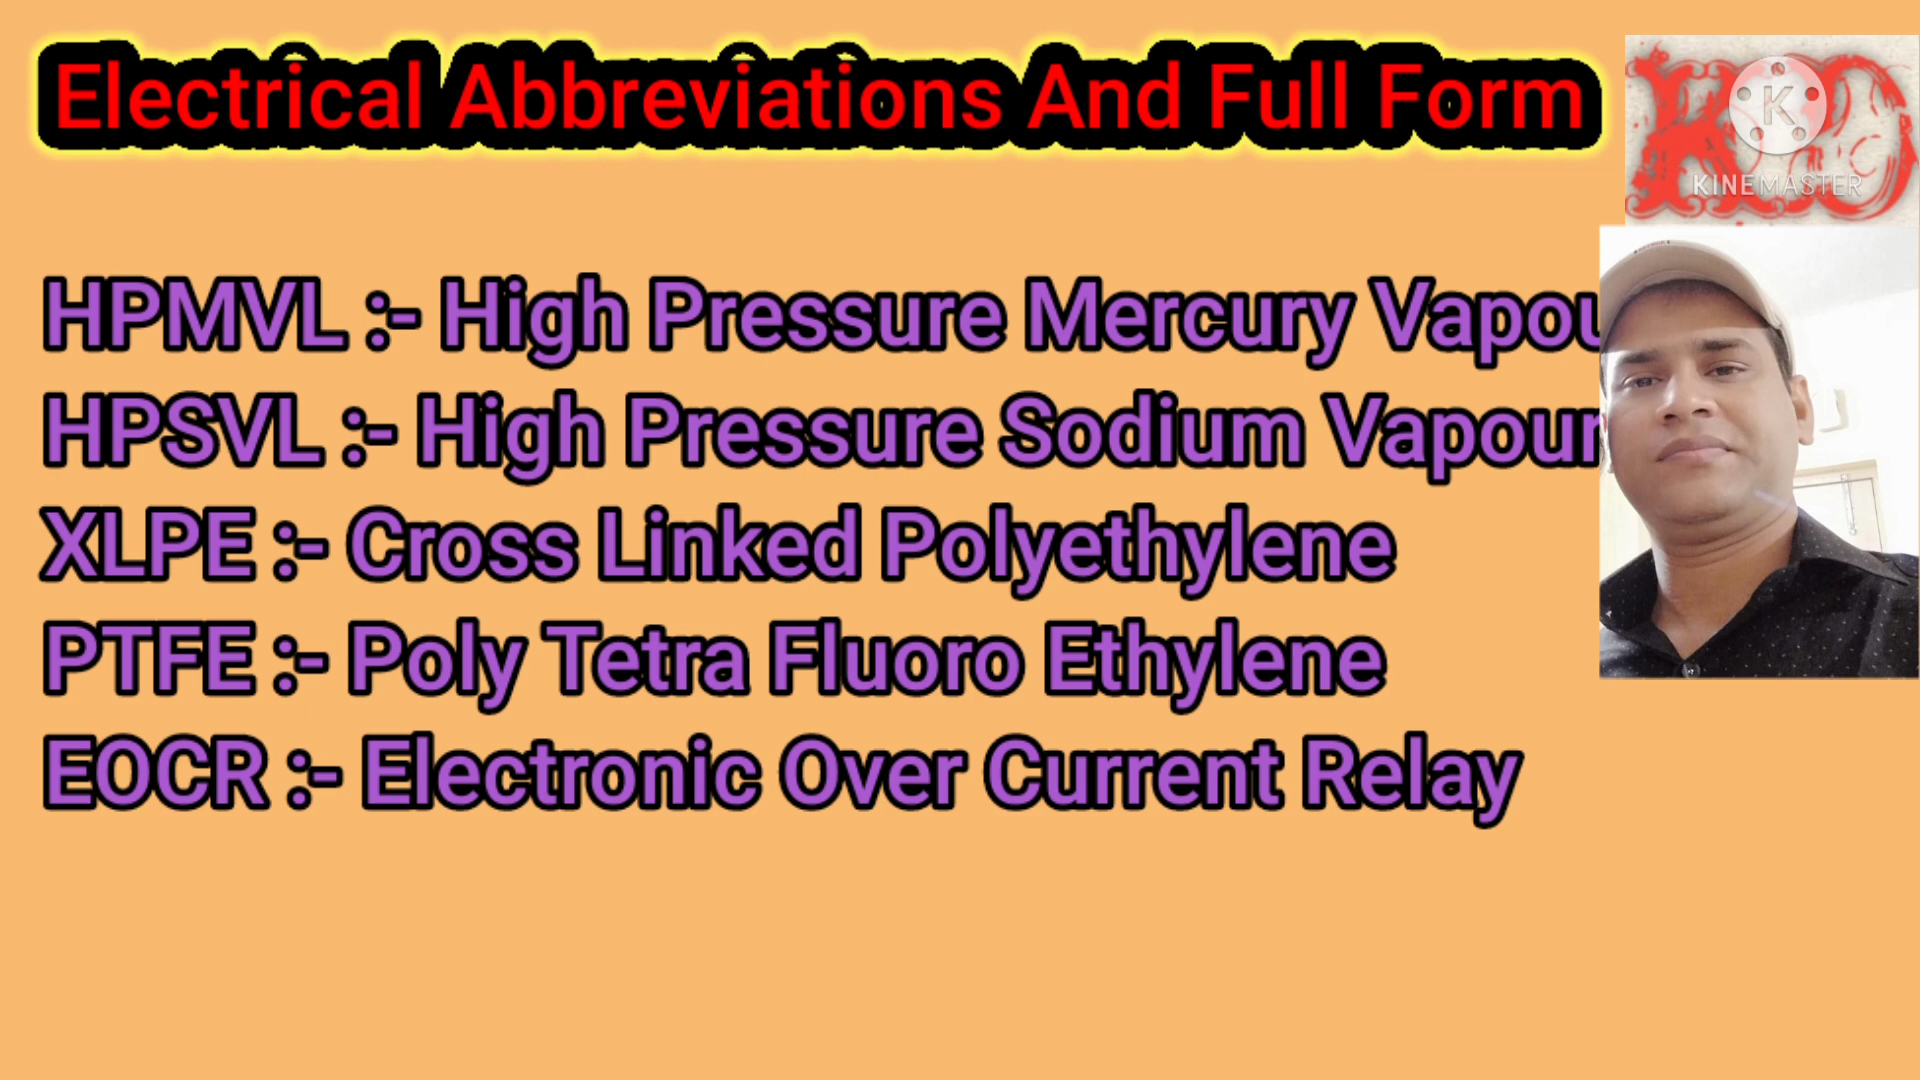 Electrical Abbreviations And Full Form
KD
K
KINEMASTER
HPMVL :- High Pressure Mercury Vapou
HPSVL :- High Pressure Sodium Vapour
XLPE :- Cross Linked Polyethylene
PTFE :- Poly Tetra Fluoro Ethylene
EOCR :- Electronic Over Current Relay